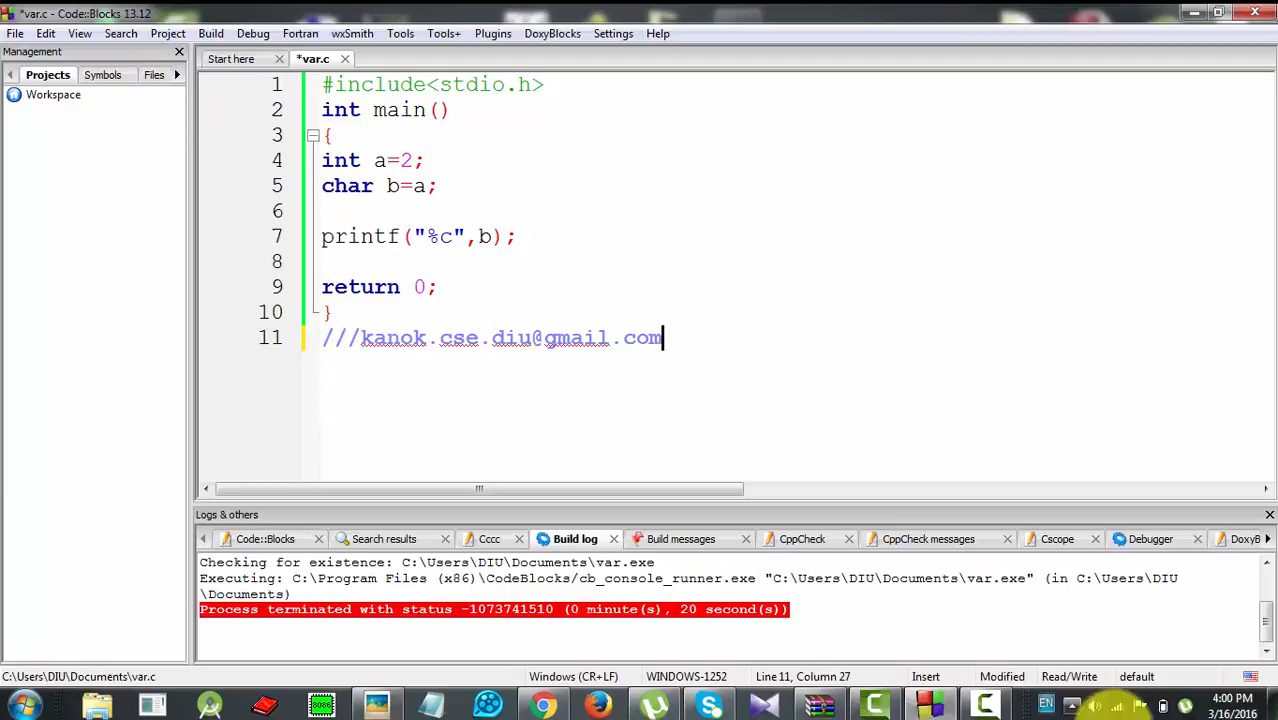 *var.c - Code::Blocks 13.12
File Edit View Search Project Build Debug Fortran wxSmith Tools Tools+ Plugins DoxyBlocks Settings Help
Management
Projects Symbols Files
Workspace
Start here *var.c
1 #include<stdio.h>
2 int main()
3 {
4 int a=2;
5 char b=a;
6
7 printf("%c",b);
8
9 return 0;
10 }
11 ///kanok.cse.diu@gmail.com
Logs & others
Code::Blocks Search results Cccc Build log Build messages CppCheck CppCheck messages Cscope Debugger DoxyB
Checking for existence: C:\Users\DIU\Documents\var.exe
Executing: C:\Program Files (x86)\CodeBlocks/cb_console_runner.exe "C:\Users\DIU\Documents\var.exe" (in C:\Users\DIU
\Documents)
Process terminated with status -1073741510 (0 minute(s), 20 second(s))
C:\Users\DIU\Documents\var.c Windows (CR+LF) WINDOWS-1252 Line 11, Column 27 Insert Modified Read/Write default
8086 EN 4:00 PM
3/16/2016